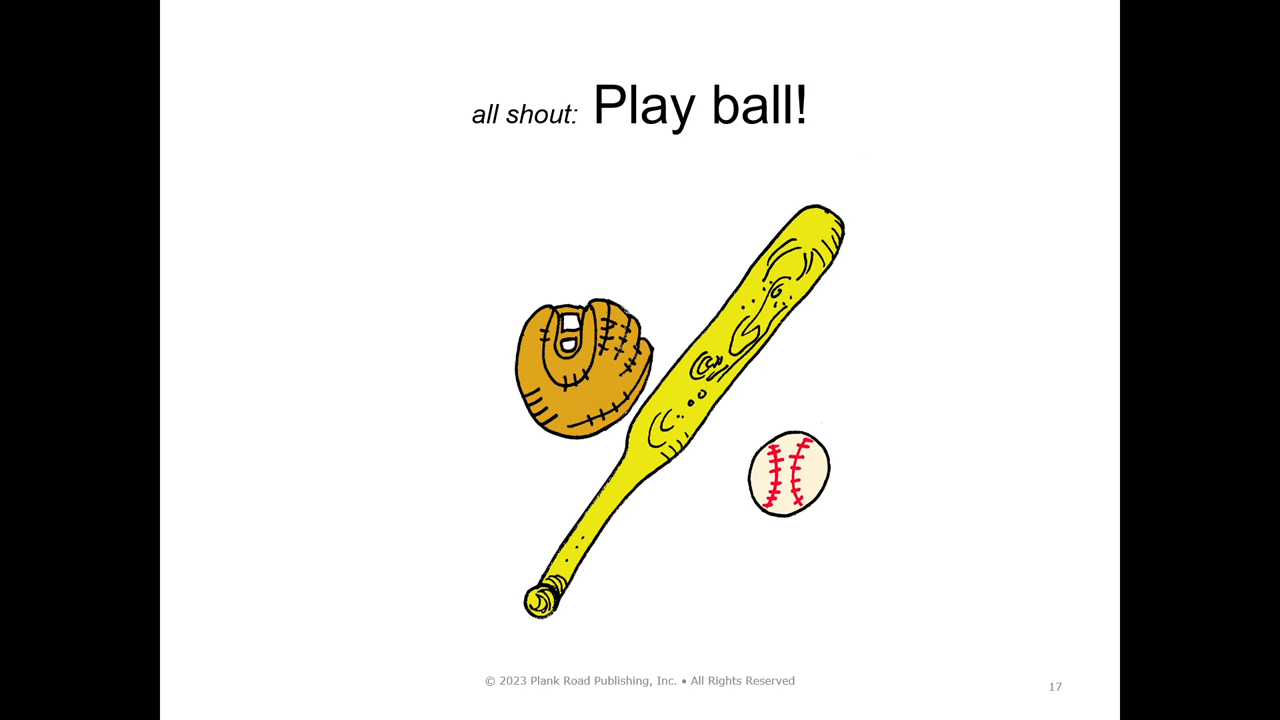 all shout: Play ball!
© 2023 Plank Road Publishing, Inc. • All Rights Reserved
17